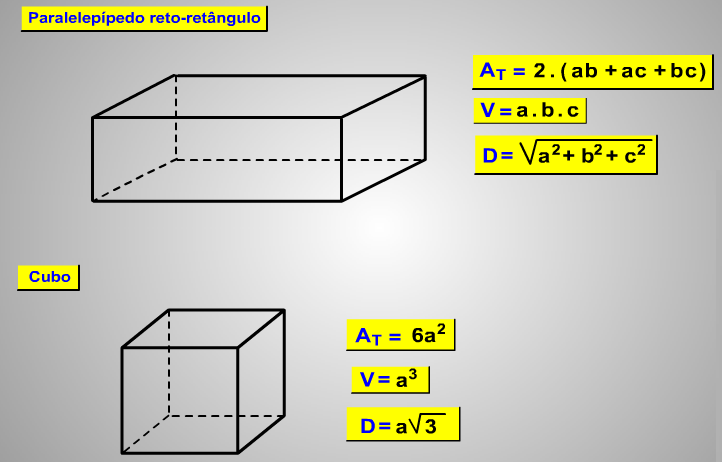 Paralelepípedo reto-retângulo
A_T = 2.(ab + ac + bc)
V = a.b.c
D = √a² + b² + c²
Cubo
A_T = 6a²
V = a³
D = a√3